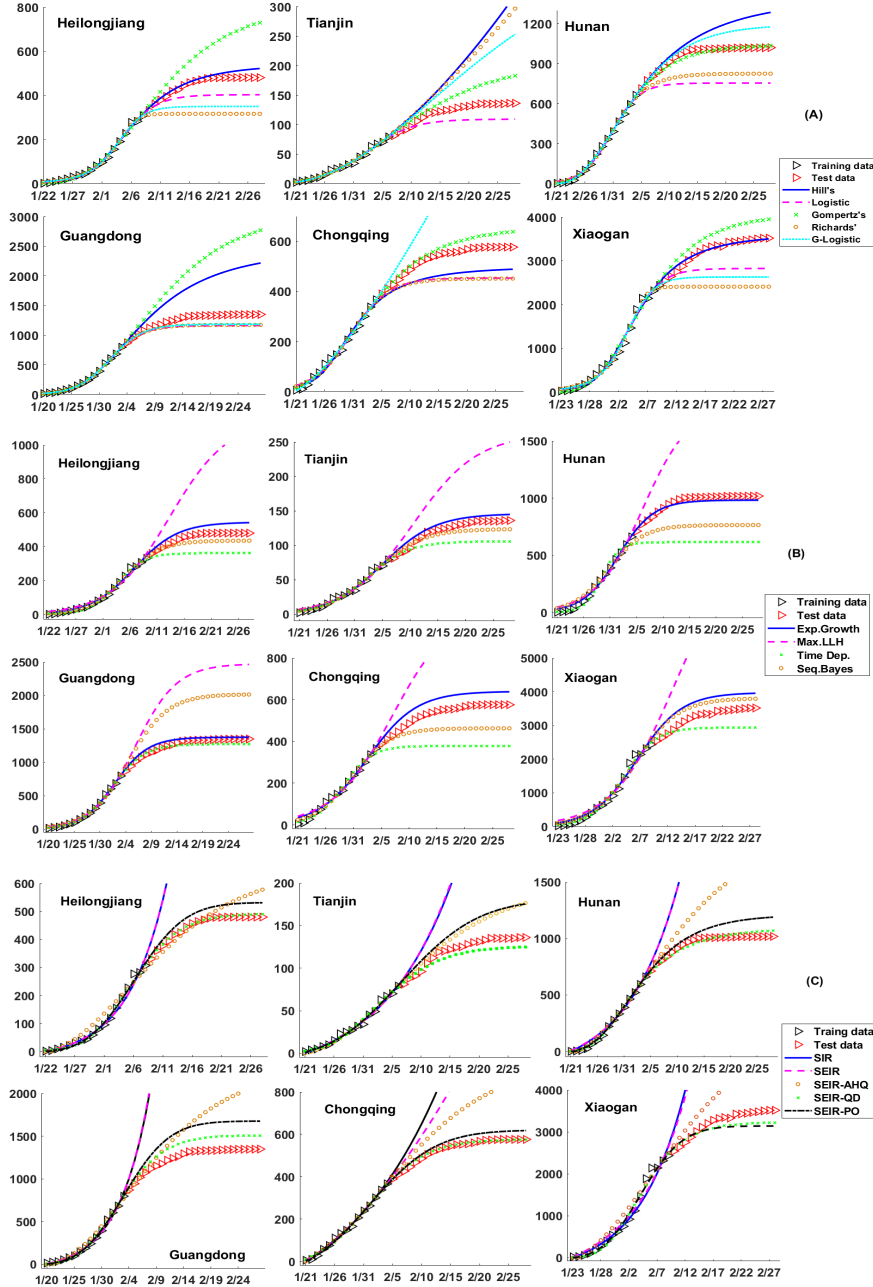 Heilongjiang
800
600
400
200
0
1/22 1/27 2/1 2/6 2/11 2/16 2/21 2/26
Tianjin
300
250
200
150
100
50
0
1/21 1/26 1/31 2/5 2/10 2/15 2/20 2/25
Hunan
1200
900
600
300
0
1/21 1/26 1/31 2/5 2/10 2/15 2/20 2/25
(A)
Training data
Test data
Hill's
Logistic
Gompertz's
Richards'
G-Logistic
Guangdong
3000
2500
2000
1500
1000
500
0
1/20 1/25 1/30 2/4 2/9 2/14 2/19 2/24
Chongqing
600
400
200
0
1/21 1/26 1/31 2/5 2/10 2/15 2/20 2/25
Xiaogan
4000
3000
2000
1000
0
1/23 1/28 2/2 2/7 2/12 2/17 2/22 2/27
Heilongjiang
1000
800
600
400
200
0
1/22 1/27 2/1 2/6 2/11 2/16 2/21 2/26
Tianjin
250
200
150
100
50
0
1/21 1/26 1/31 2/5 2/10 2/15 2/20 2/25
Hunan
1500
1000
500
0
1/21 1/26 1/31 2/5 2/10 2/15 2/20 2/25
(B)
Training data
Test data
Exp.Growth
Max.LLH
Time Dep.
Seq.Bayes
Guangdong
2500
2000
1500
1000
500
0
1/20 1/25 1/30 2/4 2/9 2/14 2/19 2/24
Chongqing
800
600
400
200
0
1/21 1/26 1/31 2/5 2/10 2/15 2/20 2/25
Xiaogan
5000
4000
3000
2000
1000
0
1/23 1/28 2/2 2/7 2/12 2/17 2/22 2/27
Heilongjiang
600
500
400
300
200
100
0
1/22 1/27 2/1 2/6 2/11 2/16 2/21 2/26
Tianjin
200
150
100
50
0
1/21 1/26 1/31 2/5 2/10 2/15 2/20 2/25
Hunan
1500
1000
500
0
1/21 1/26 1/31 2/5 2/10 2/15 2/20 2/25
(C)
Traing data
Test data
SIR
SEIR
SEIR-AHQ
SEIR-QD
SEIR-PO
2000
1500
1000
500
0
Guangdong
1/20 1/25 1/30 2/4 2/9 2/14 2/19 2/24
Chongqing
800
600
400
200
0
1/21 1/26 1/31 2/5 2/10 2/15 2/20 2/25
Xiaogan
4000
3000
2000
1000
0
1/23 1/28 2/2 2/7 2/12 2/17 2/22 2/27